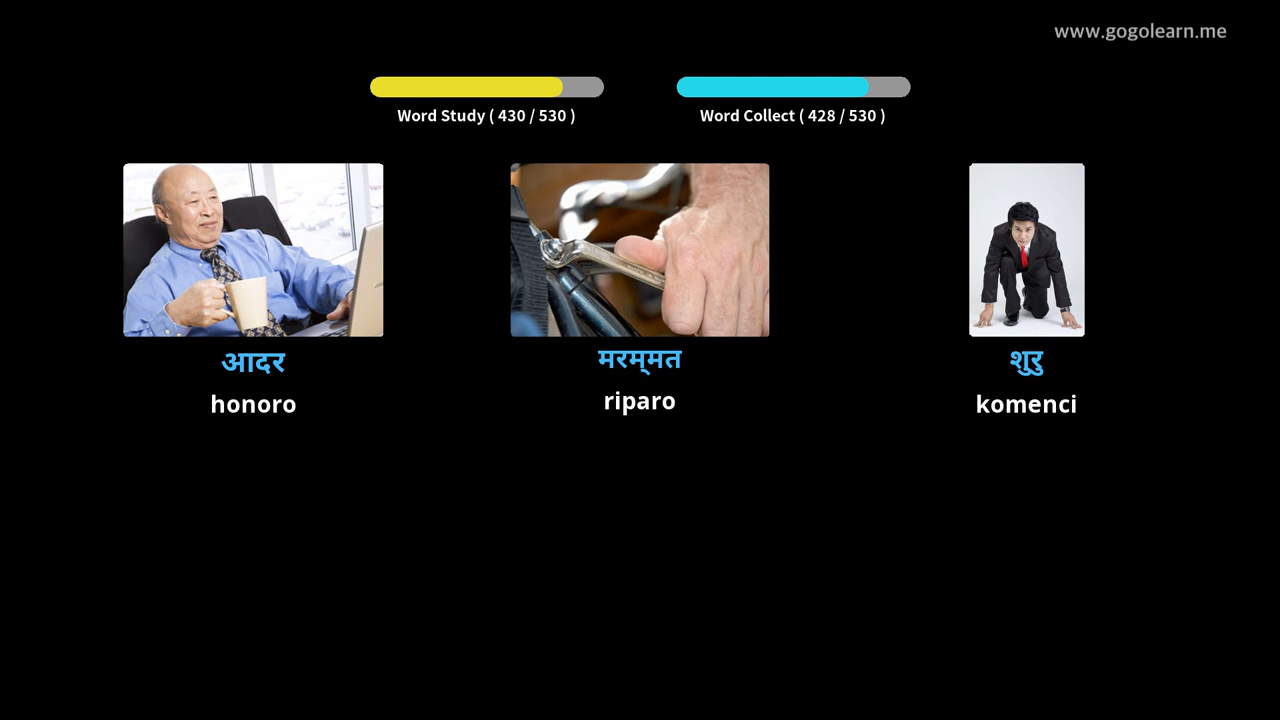 www.gogolearn.me
Word Study ( 430 / 530 )
Word Collect ( 428 / 530 )
आदर
honoro
मरम्मत
riparo
शुरु
komenci